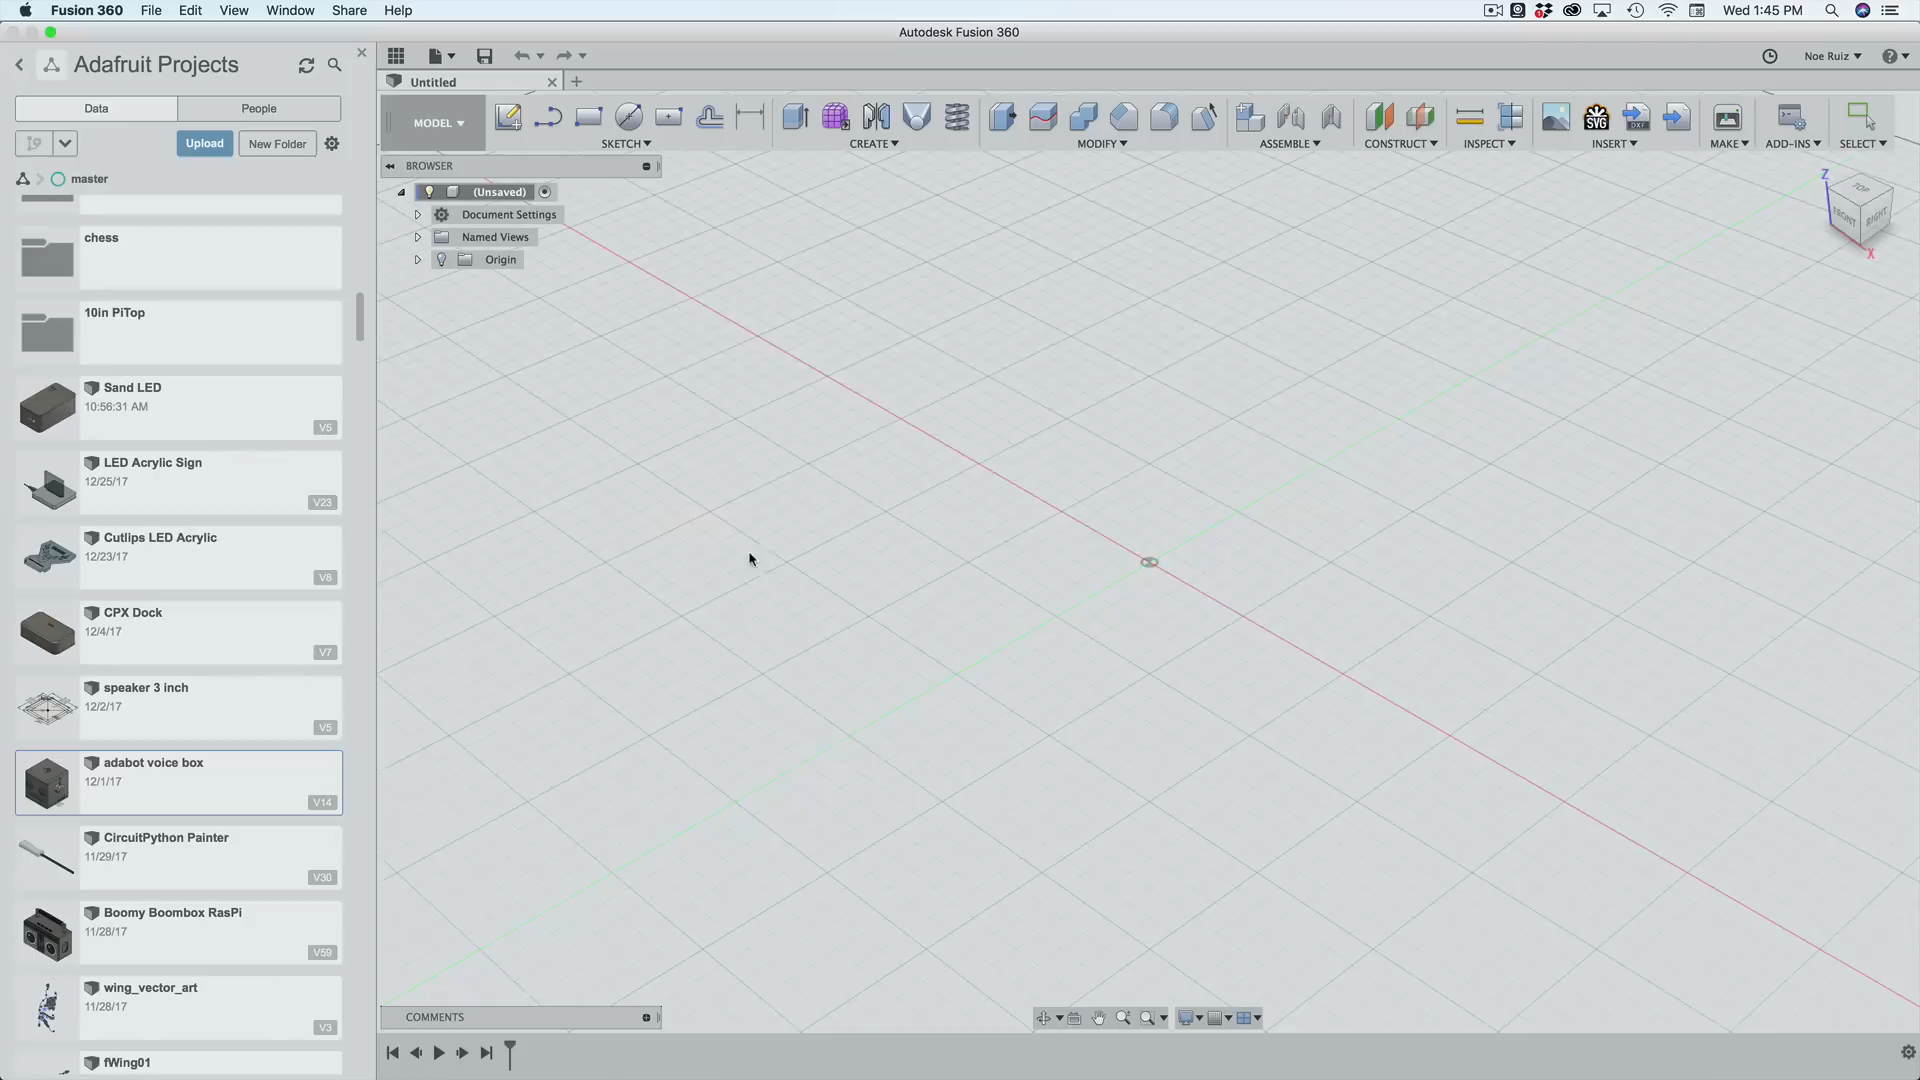 Fusion 360 File Edit View Window Share Help
Wed 1:45 PM
Autodesk Fusion 360
Adafruit Projects
Noe Ruiz
Untitled
Data People
MODEL
SKETCH CREATE MODIFY ASSEMBLE CONSTRUCT INSPECT INSERT MAKE ADD-INS SELECT
SVG
DXF
Upload New Folder
BROWSER
master
(Unsaved)
Document Settings
Named Views
Origin
Z
TOP
FRONT RIGHT
X
chess
10in PiTop
Sand LED
10:56:31 AM
V5
LED Acrylic Sign
12/25/17
V23
Cutlips LED Acrylic
12/23/17
V8
CPX Dock
12/4/17
V7
speaker 3 inch
12/2/17
V5
adabot voice box
12/1/17
V14
CircuitPython Painter
11/29/17
V30
Boomy Boombox RasPi
11/28/17
V59
wing_vector_art
11/28/17
V3
fWing01
COMMENTS